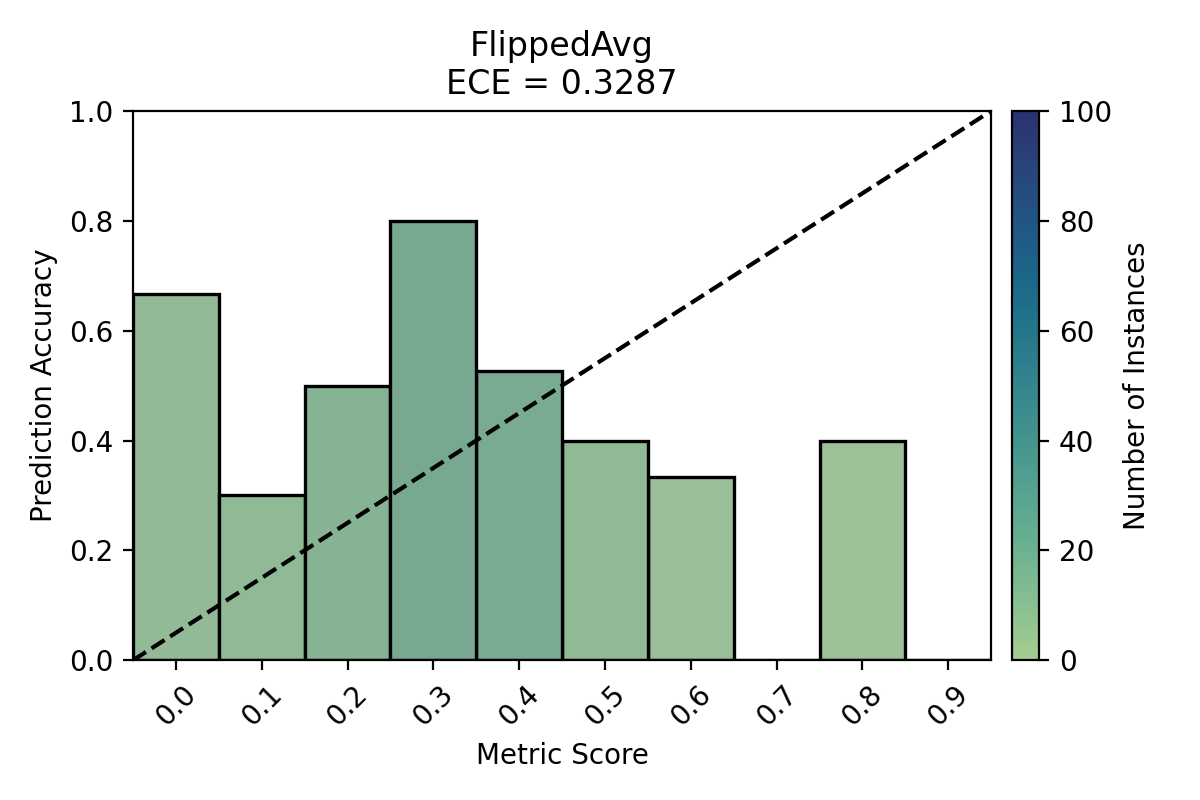 FlippedAvg
ECE = 0.3287
1.0
0.8
0.6
0.4
0.2
0.0
Prediction Accuracy
0.0 0.1 0.2 0.3 0.4 0.5 0.6 0.7 0.8 0.9
Metric Score
100
80
60
40
20
0
Number of Instances